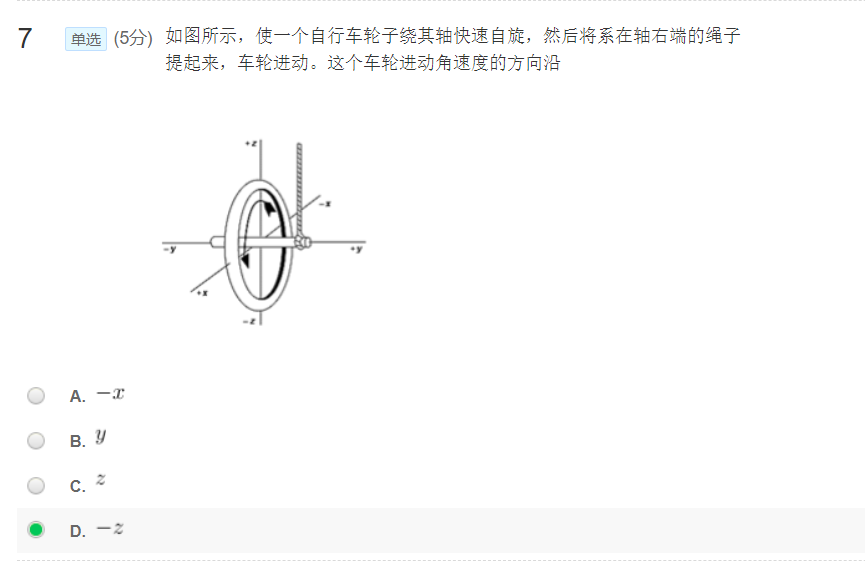 7 单选 (5分) 如图所示，使一个自行车轮子绕其轴快速自旋，然后将系在轴右端的绳子
提起来，车轮进动。这个车轮进动角速度的方向沿
+z
-x
-y
+y
+x
-z
A. −x
B. y
C. z
D. −z